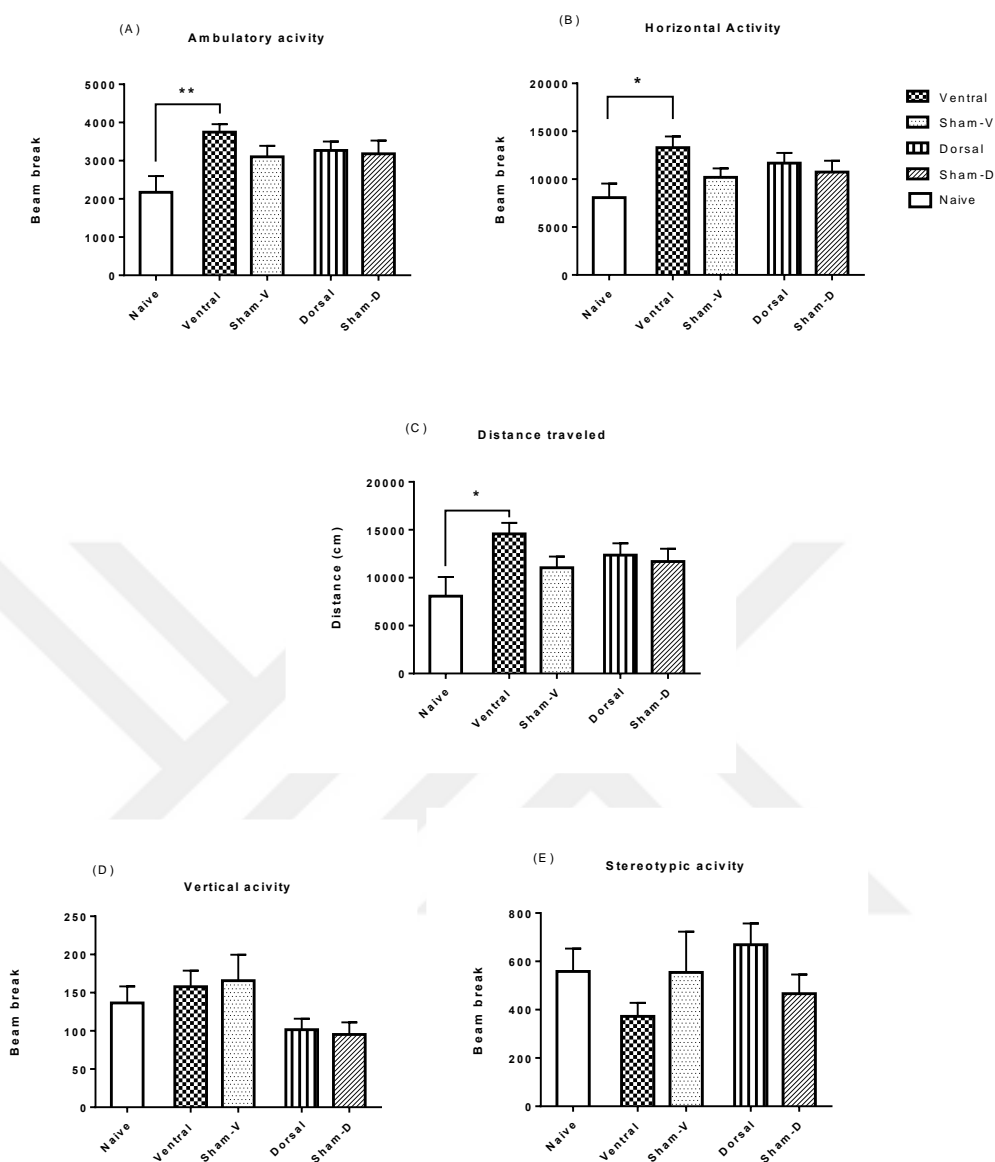 (A)
Ambulatory acivity
Beam break
5000
4000
3000
2000
1000
0
**
Naive
Ventral
Sham-V
Dorsal
Sham-D
(B)
Horizontal Activity
Beam break
20000
15000
10000
5000
0
*
Naive
Ventral
Sham-V
Dorsal
Sham-D
Ventral
Sham-V
Dorsal
Sham-D
Naive
(C)
Distance traveled
Distance (cm)
20000
15000
10000
5000
0
*
Naive
Ventral
Sham-V
Dorsal
Sham-D
(D)
Vertical acivity
Beam break
250
200
150
100
50
0
Naive
Ventral
Sham-V
Dorsal
Sham-D
(E)
Stereotypic acivity
Beam break
800
600
400
200
0
Naive
Ventral
Sham-V
Dorsal
Sham-D